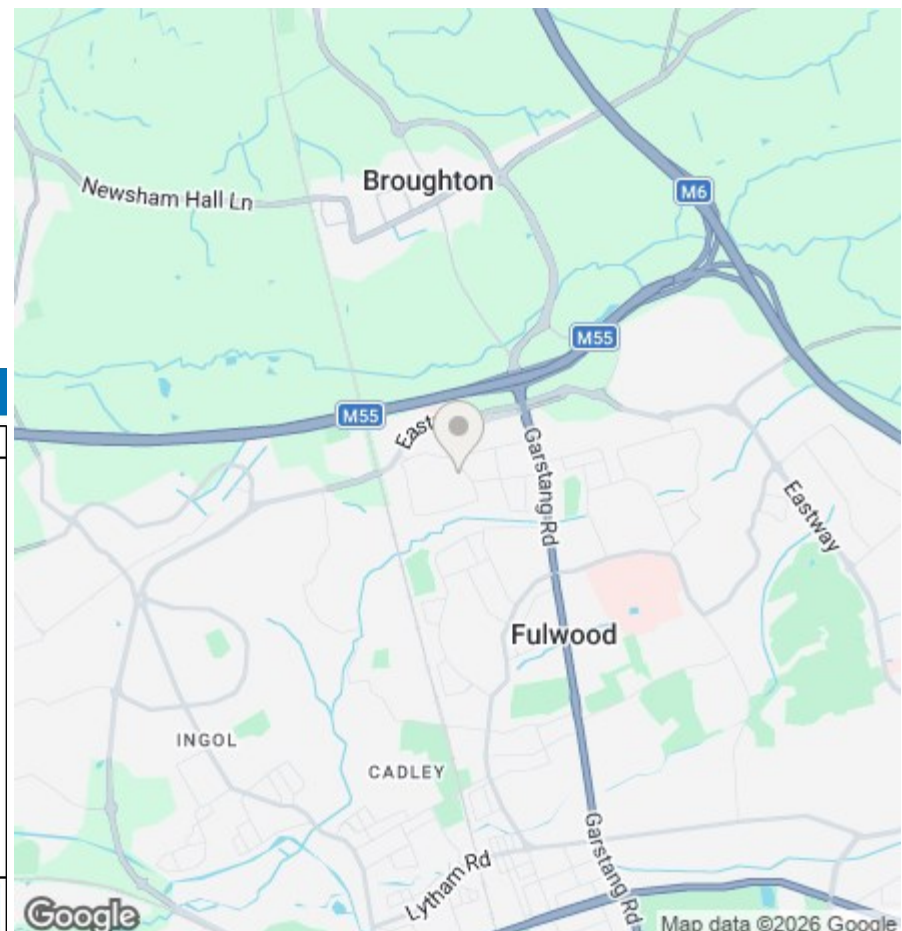 Broughton
Newsham Hall Ln
M6
M55
M55
East
Garstang Rd
Eastway
Fulwood
INGOL
CADLEY
Garstang Rd
Lytham Rd
Google
Map data ©2026 Google